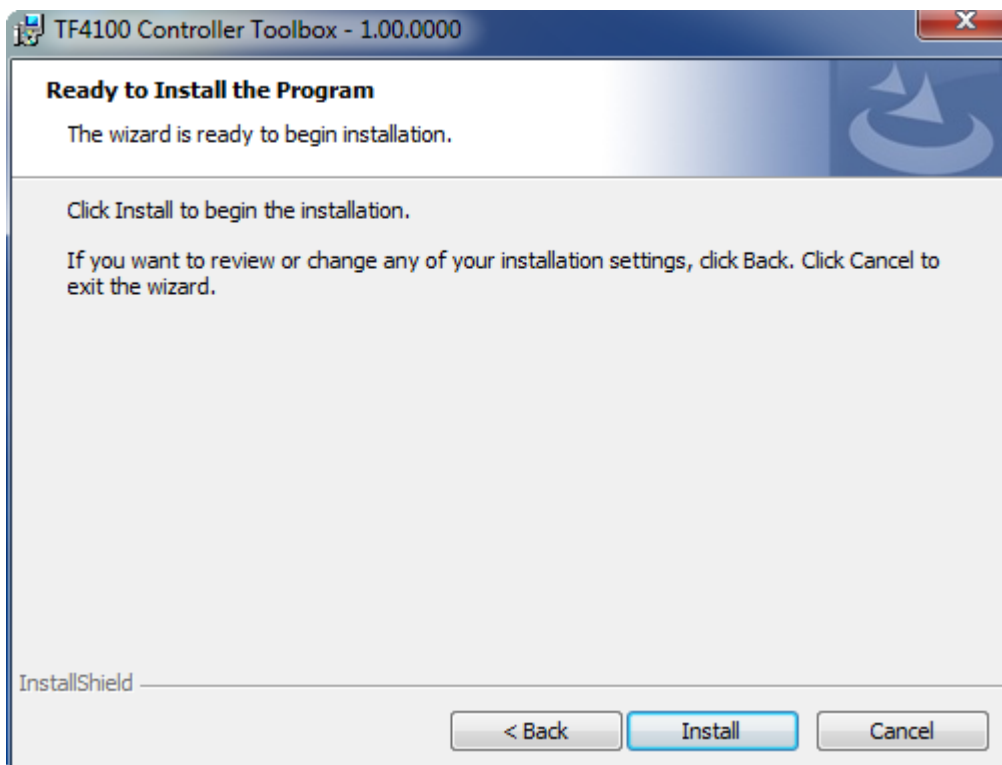 TF4100 Controller Toolbox - 1.00.0000
Ready to Install the Program
The wizard is ready to begin installation.
Click Install to begin the installation.
If you want to review or change any of your installation settings, click Back. Click Cancel to
exit the wizard.
InstallShield
< Back Install Cancel